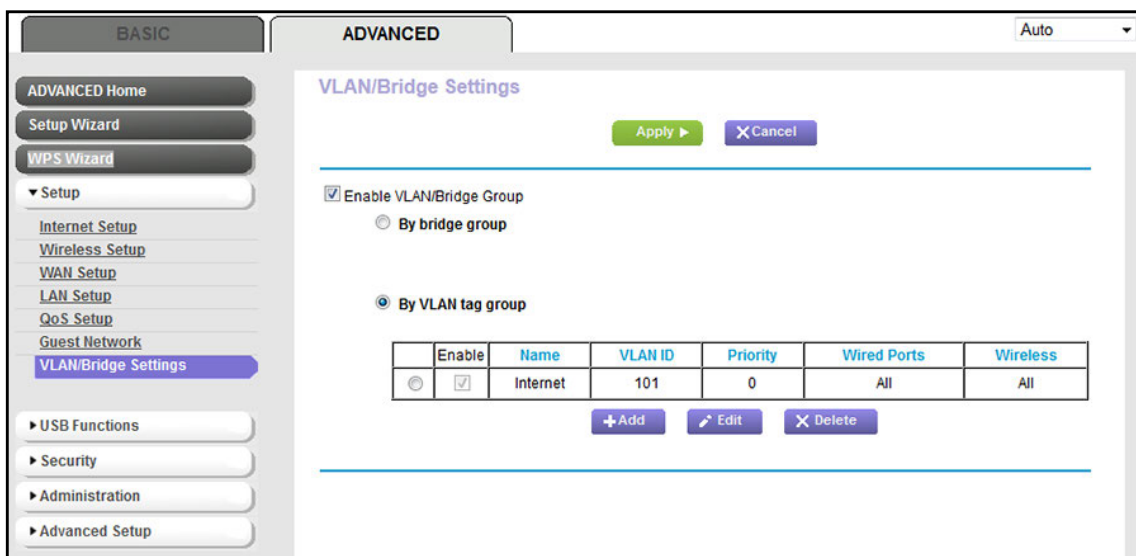 BASIC
ADVANCED
Auto
ADVANCED Home
Setup Wizard
WPS Wizard
Setup
Internet Setup
Wireless Setup
WAN Setup
LAN Setup
QoS Setup
Guest Network
VLAN/Bridge Settings
USB Functions
Security
Administration
Advanced Setup
VLAN/Bridge Settings
Apply
Cancel
Enable VLAN/Bridge Group
By bridge group
By VLAN tag group
Enable Name VLAN ID Priority Wired Ports Wireless
Internet 101 0 All All
Add Edit Delete